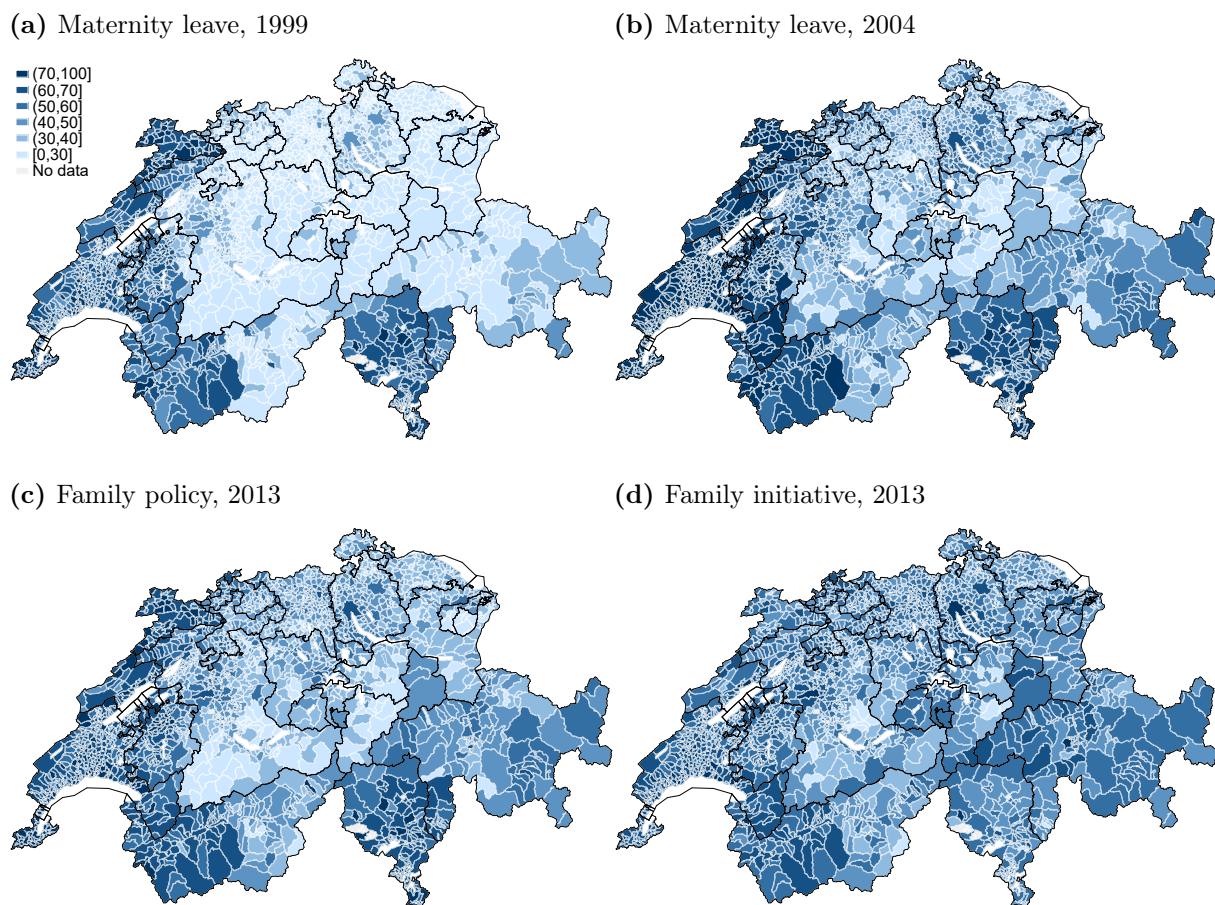 (a) Maternity leave, 1999
(b) Maternity leave, 2004
(70,100]
(60,70]
(50,60]
(40,50]
(30,40]
[0,30]
No data
(c) Family policy, 2013
(d) Family initiative, 2013